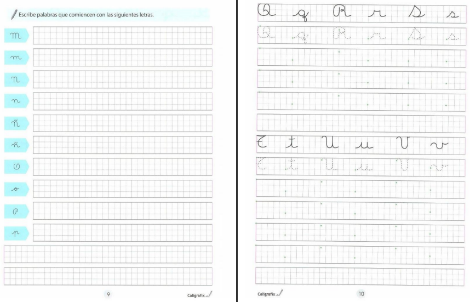 Escribe palabras que comiencen con las siguientes letras.
m
m
n
n
ñ
ñ
o
o
p
p
9
Caligrafía
Q q R r S s
Q q R r S s
T t U u V v
T t U u V v
Caligrafía
10